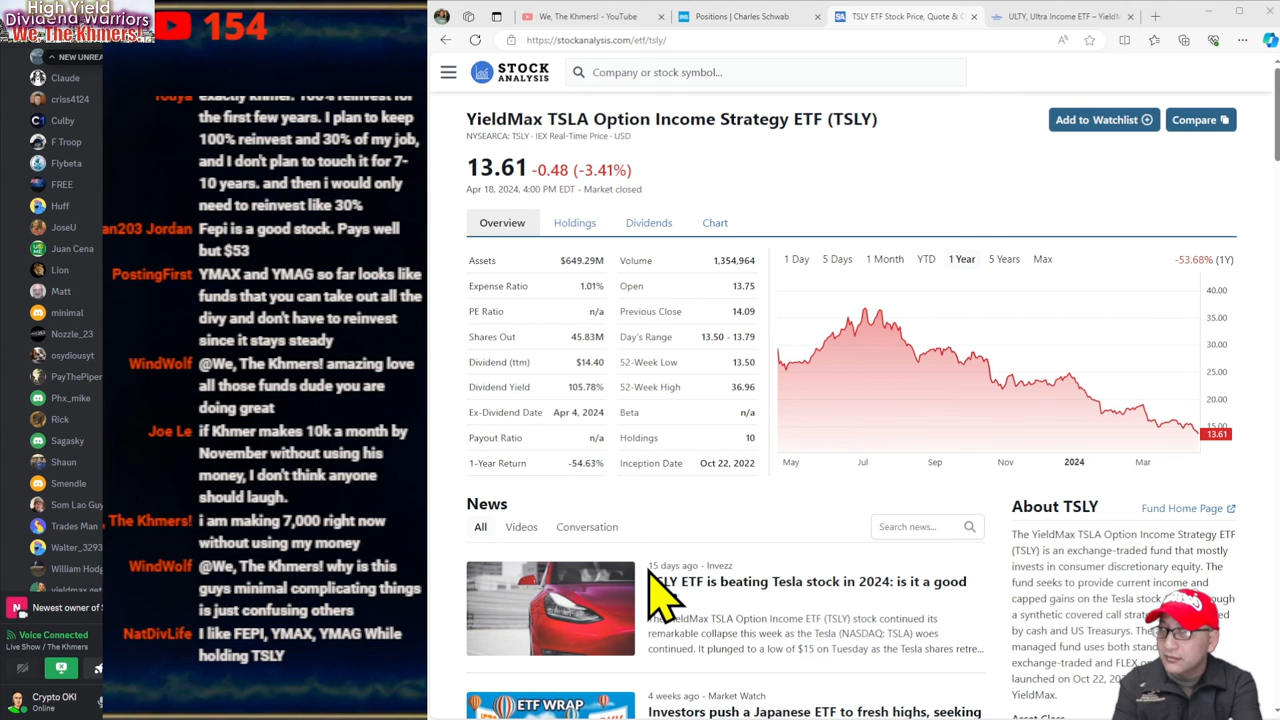 High Yield
Dividend Warriors
We, The Khmers!
154
NEW UNREA
Claude
criss4124
Culby
F Troop
Flybeta
FREE
Huff
JoseU
Juan Cena
Lion
Matt
minimal
Nozzle_23
osydiousyt
PayThePiper
Phx_mike
Rick
Sagasky
Shaun
Smendle
Som Lao Guy
Trades Man
Walter_3293
William Hodg
Newest owner of S
Voice Connected
Live Show / The Khmers
Crypto OKI
Online
exactly khmer. 100% reinvest for
the first few years. I plan to keep
100% reinvest and 30% of my job,
and I don't plan to touch it for 7-
10 years. and then i would only
need to reinvest like 30%
an203 Jordan Fepi is a good stock. Pays well
but $53
PostingFirst YMAX and YMAG so far looks like
funds that you can take out all the
divy and don't have to reinvest
since it stays steady
WindWolf @We, The Khmers! amazing love
all those funds dude you are
doing great
Joe Le if Khmer makes 10k a month by
November without using his
money, I don't think anyone
should laugh.
The Khmers! i am making 7,000 right now
without using my money
WindWolf @We, The Khmers! why is this
guys minimal complicating things
is just confusing others
NatDivLife I like FEPI, YMAX, YMAG While
holding TSLY
We, The Khmers! - YouTube
Positions | Charles Schwab
TSLY ETF Stock Price, Quote & C
ULTY, Ultra Income ETF – YieldM
https://stockanalysis.com/etf/tsly/
STOCK
ANALYSIS
Company or stock symbol...
YieldMax TSLA Option Income Strategy ETF (TSLY)
NYSEARCA: TSLY · IEX Real-Time Price · USD
Add to Watchlist
Compare
13.61 -0.48 (-3.41%)
Apr 18, 2024, 4:00 PM EDT - Market closed
Overview Holdings Dividends Chart
Assets $649.29M
Expense Ratio 1.01%
PE Ratio n/a
Shares Out 45.83M
Dividend (ttm) $14.40
Dividend Yield 105.78%
Ex-Dividend Date Apr 4, 2024
Payout Ratio n/a
1-Year Return -54.63%
Volume 1,354,964
Open 13.75
Previous Close 14.09
Day's Range 13.50 - 13.79
52-Week Low 13.50
52-Week High 36.96
Beta n/a
Holdings 10
Inception Date Oct 22, 2022
1 Day 5 Days 1 Month YTD 1 Year 5 Years Max
-53.68% (1Y)
40.00
35.00
30.00
25.00
20.00
15.00
13.61
May Jul Sep Nov 2024 Mar
News
All Videos Conversation
Search news...
15 days ago - Invezz
TSLY ETF is beating Tesla stock in 2024: is it a good
The YieldMax TSLA Option Income Strategy ETF (TSLY) stock continued its
remarkable collapse this week as the Tesla (NASDAQ: TSLA) woes
continued. It plunged to a low of $15 on Tuesday as the Tesla shares retre...
ETF WRAP
4 weeks ago - Market Watch
Investors push a Japanese ETF to fresh highs, seeking
About TSLY
Fund Home Page
The YieldMax TSLA Option Income Strategy ETF
(TSLY) is an exchange-traded fund that mostly
invests in consumer discretionary equity. The
fund seeks to provide current income and
capped gains on the Tesla stock through
a synthetic covered call strat
by cash and US Treasurys. The
managed fund uses both stand
exchange-traded and FLEX o
launched on Oct 22, 202
YieldMax.